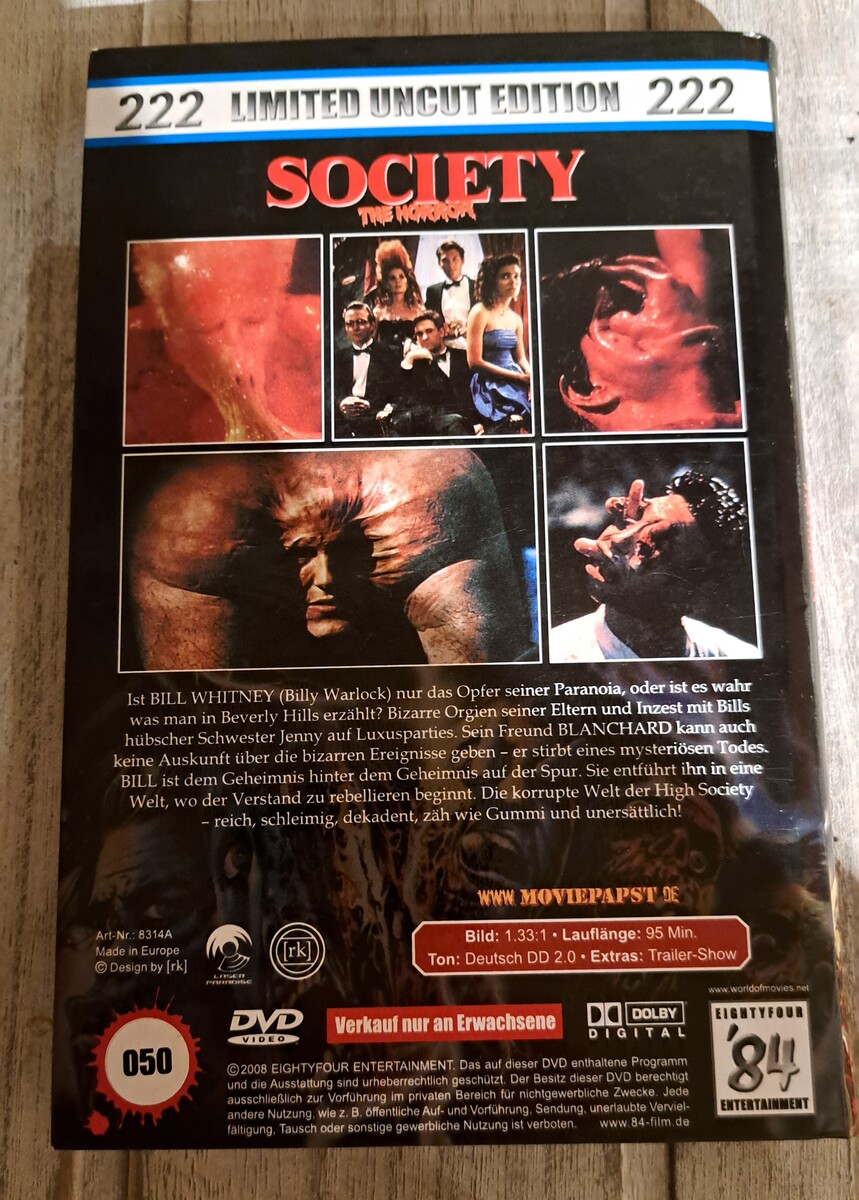 222 LIMITED UNCUT EDITION 222
SOCIETY
THE HORROR
Ist BILL WHITNEY (Billy Warlock) nur das Opfer seiner Paranoia, oder ist es wahr
was man in Beverly Hills erzählt? Bizarre Orgien seiner Eltern und Inzest mit Bills
hübscher Schwester Jenny auf Luxusparties. Sein Freund BLANCHARD kann auch
keine Auskunft über die bizarren Ereignisse geben – er stirbt eines mysteriösen Todes.
BILL ist dem Geheimnis hinter dem Geheimnis auf der Spur. Sie entführt ihn in eine
Welt, wo der Verstand zu rebellieren beginnt. Die korrupte Welt der High Society
– reich, schleimig, dekadent, zäh wie Gummi und unersättlich!
WWW MOVIEPAPST DE
Art-Nr.: 8314A
Made in Europe
© Design by [rk]
LASER
PARADISE
[rk]
Bild: 1.33:1 • Lauflänge: 95 Min.
Ton: Deutsch DD 2.0 • Extras: Trailer-Show
www.worldofmovies.net
050
DVD
VIDEO
Verkauf nur an Erwachsene
DOLBY
DIGITAL
EIGHTYFOUR
'84
ENTERTAINMENT
©2008 EIGHTYFOUR ENTERTAINMENT. Das auf dieser DVD enthaltene Programm
und die Ausstattung sind urheberrechtlich geschützt. Der Besitz dieser DVD berechtigt
ausschließlich zur Vorführung im privaten Bereich für nichtgewerbliche Zwecke. Jede
andere Nutzung, wie z. B. öffentliche Auf- und Vorführung, Sendung, unerlaubte Verviel-
fältigung, Tausch oder sonstige gewerbliche Nutzung ist verboten. www.84-film.de